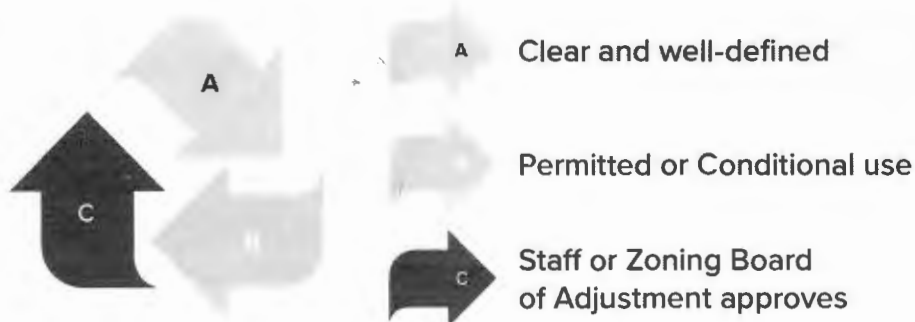 A
C
A
Clear and well-defined
Permitted or Conditional use
C
Staff or Zoning Board
of Adjustment approves